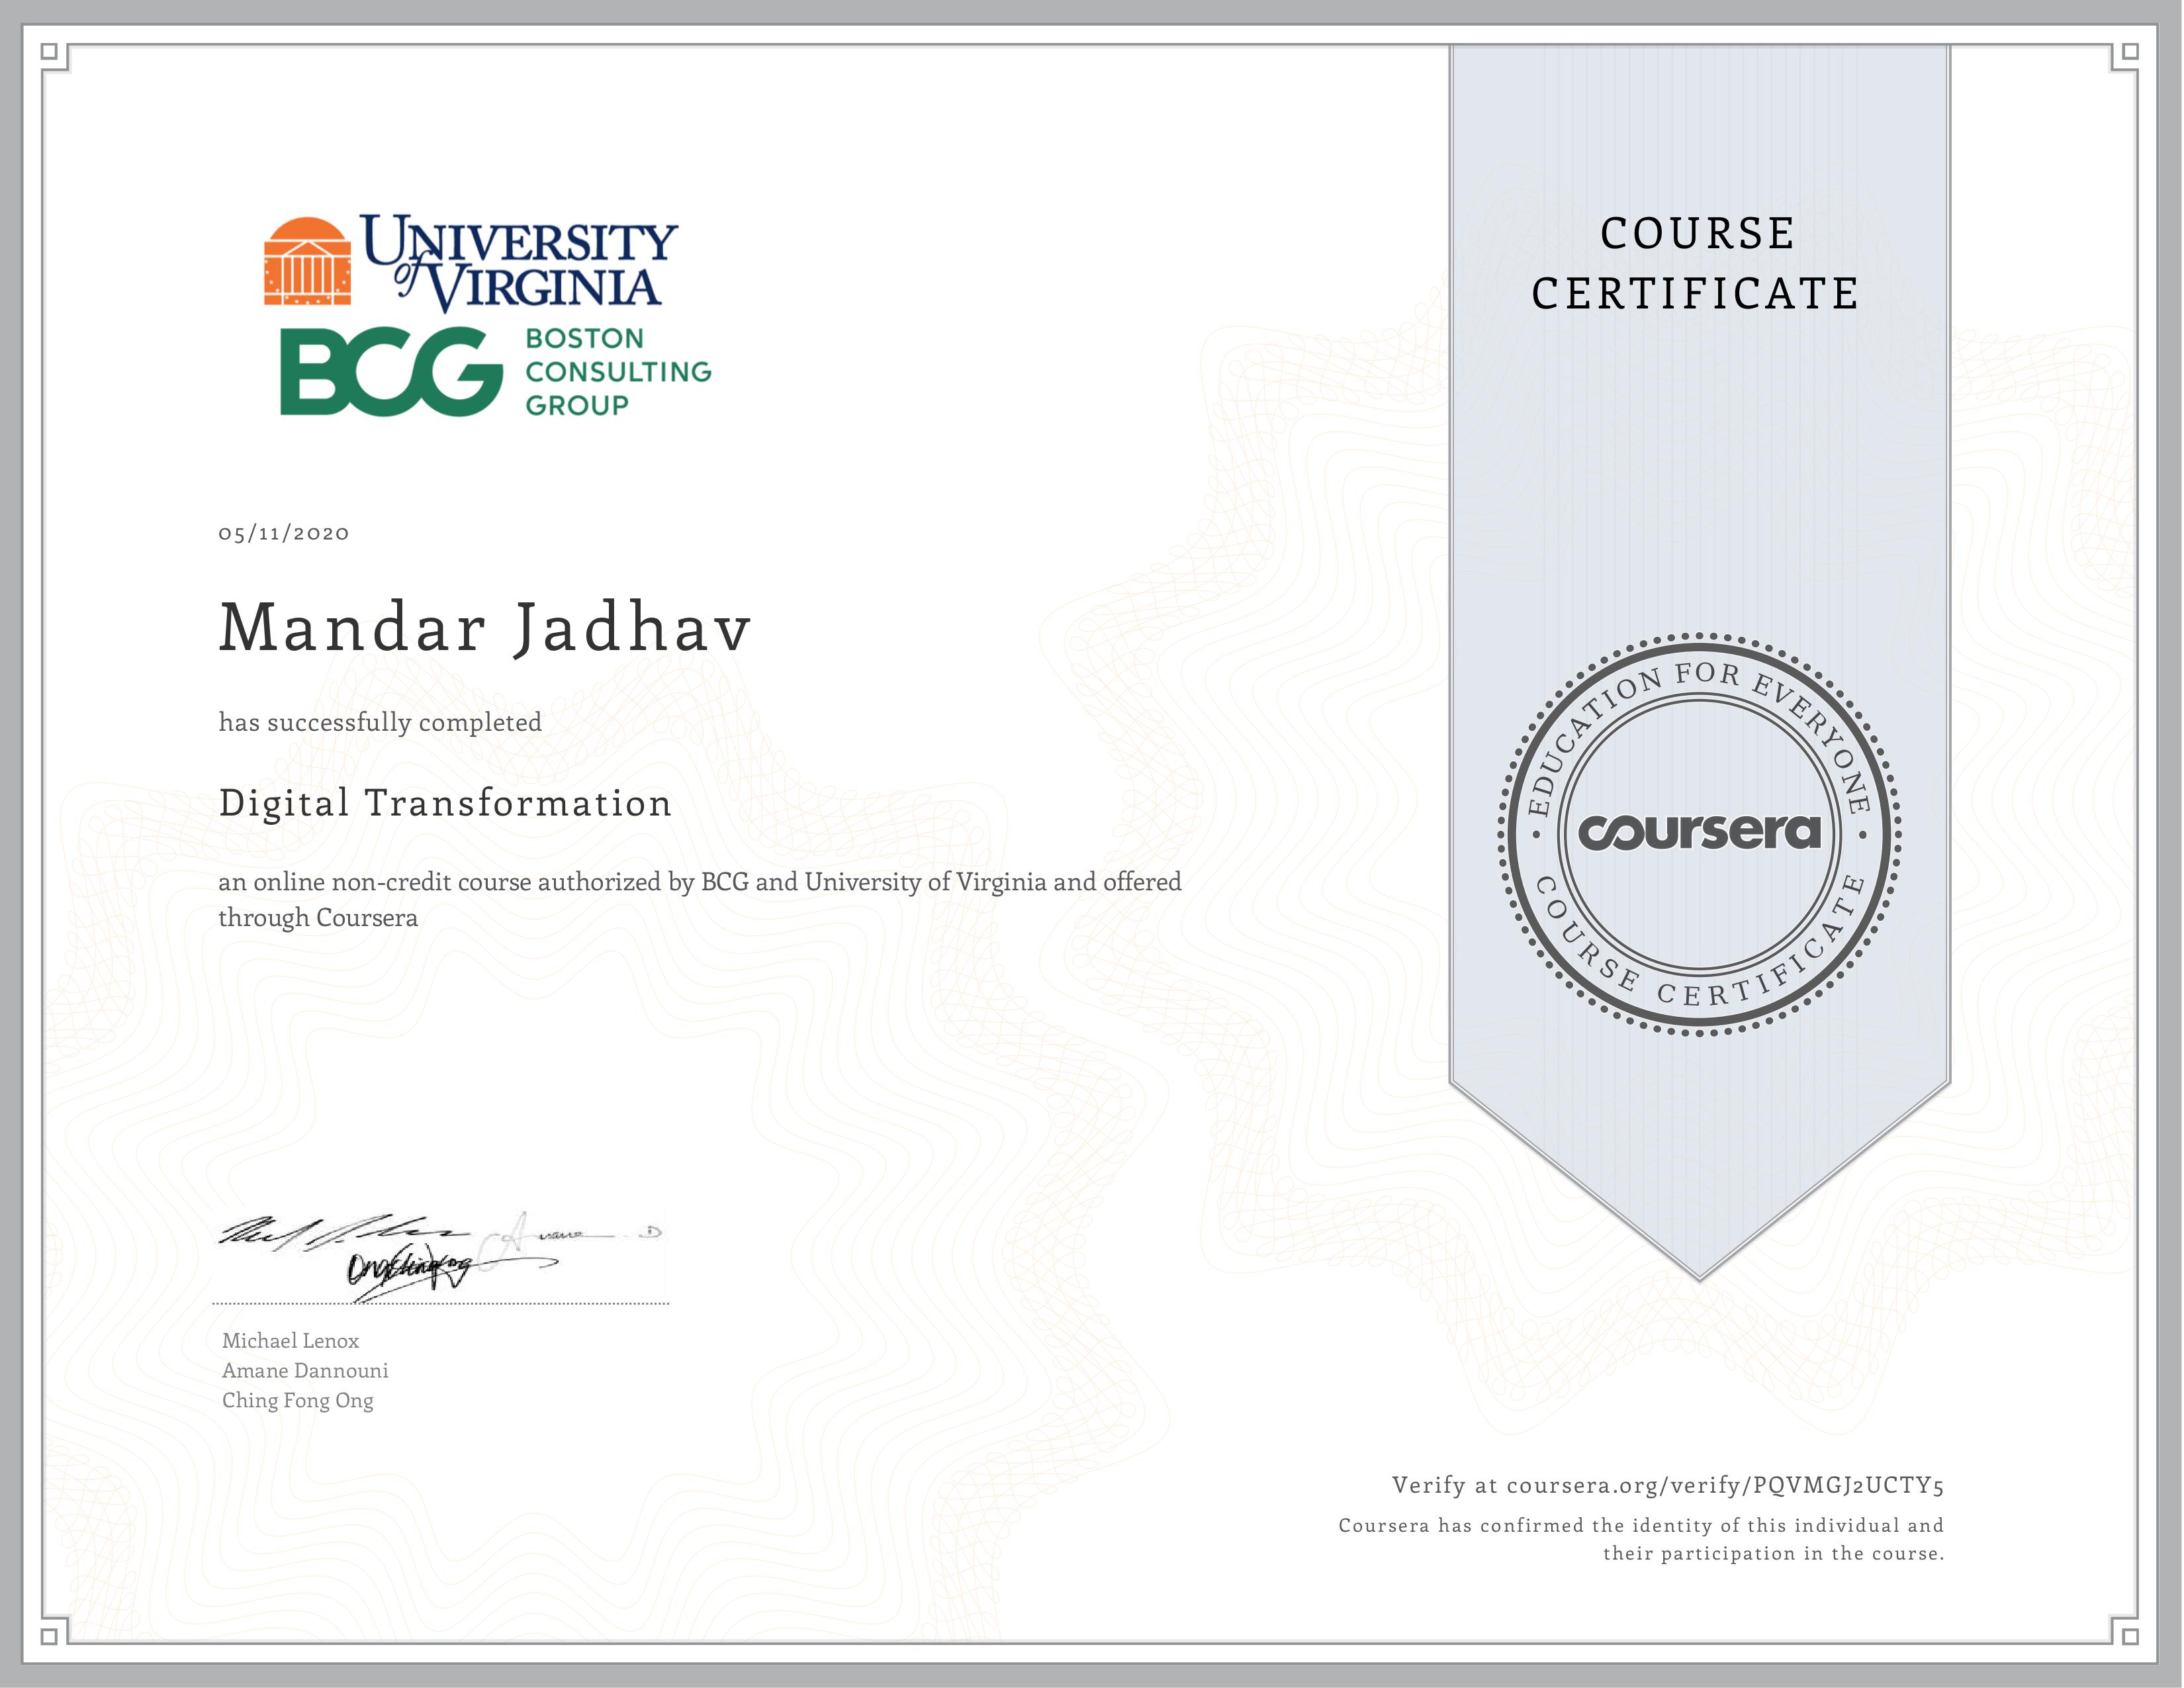 UNIVERSITY
of VIRGINIA
BCG
BOSTON
CONSULTING
GROUP
COURSE
CERTIFICATE
05/11/2020
Mandar Jadhav
has successfully completed
Digital Transformation
an online non-credit course authorized by BCG and University of Virginia and offered
through Coursera
EDUCATION FOR EVERYONE
coursera
COURSE CERTIFICATE
Michael Lenox
Amane Dannouni
Ching Fong Ong
Verify at coursera.org/verify/PQVMGJ2UCTY5
Coursera has confirmed the identity of this individual and
their participation in the course.